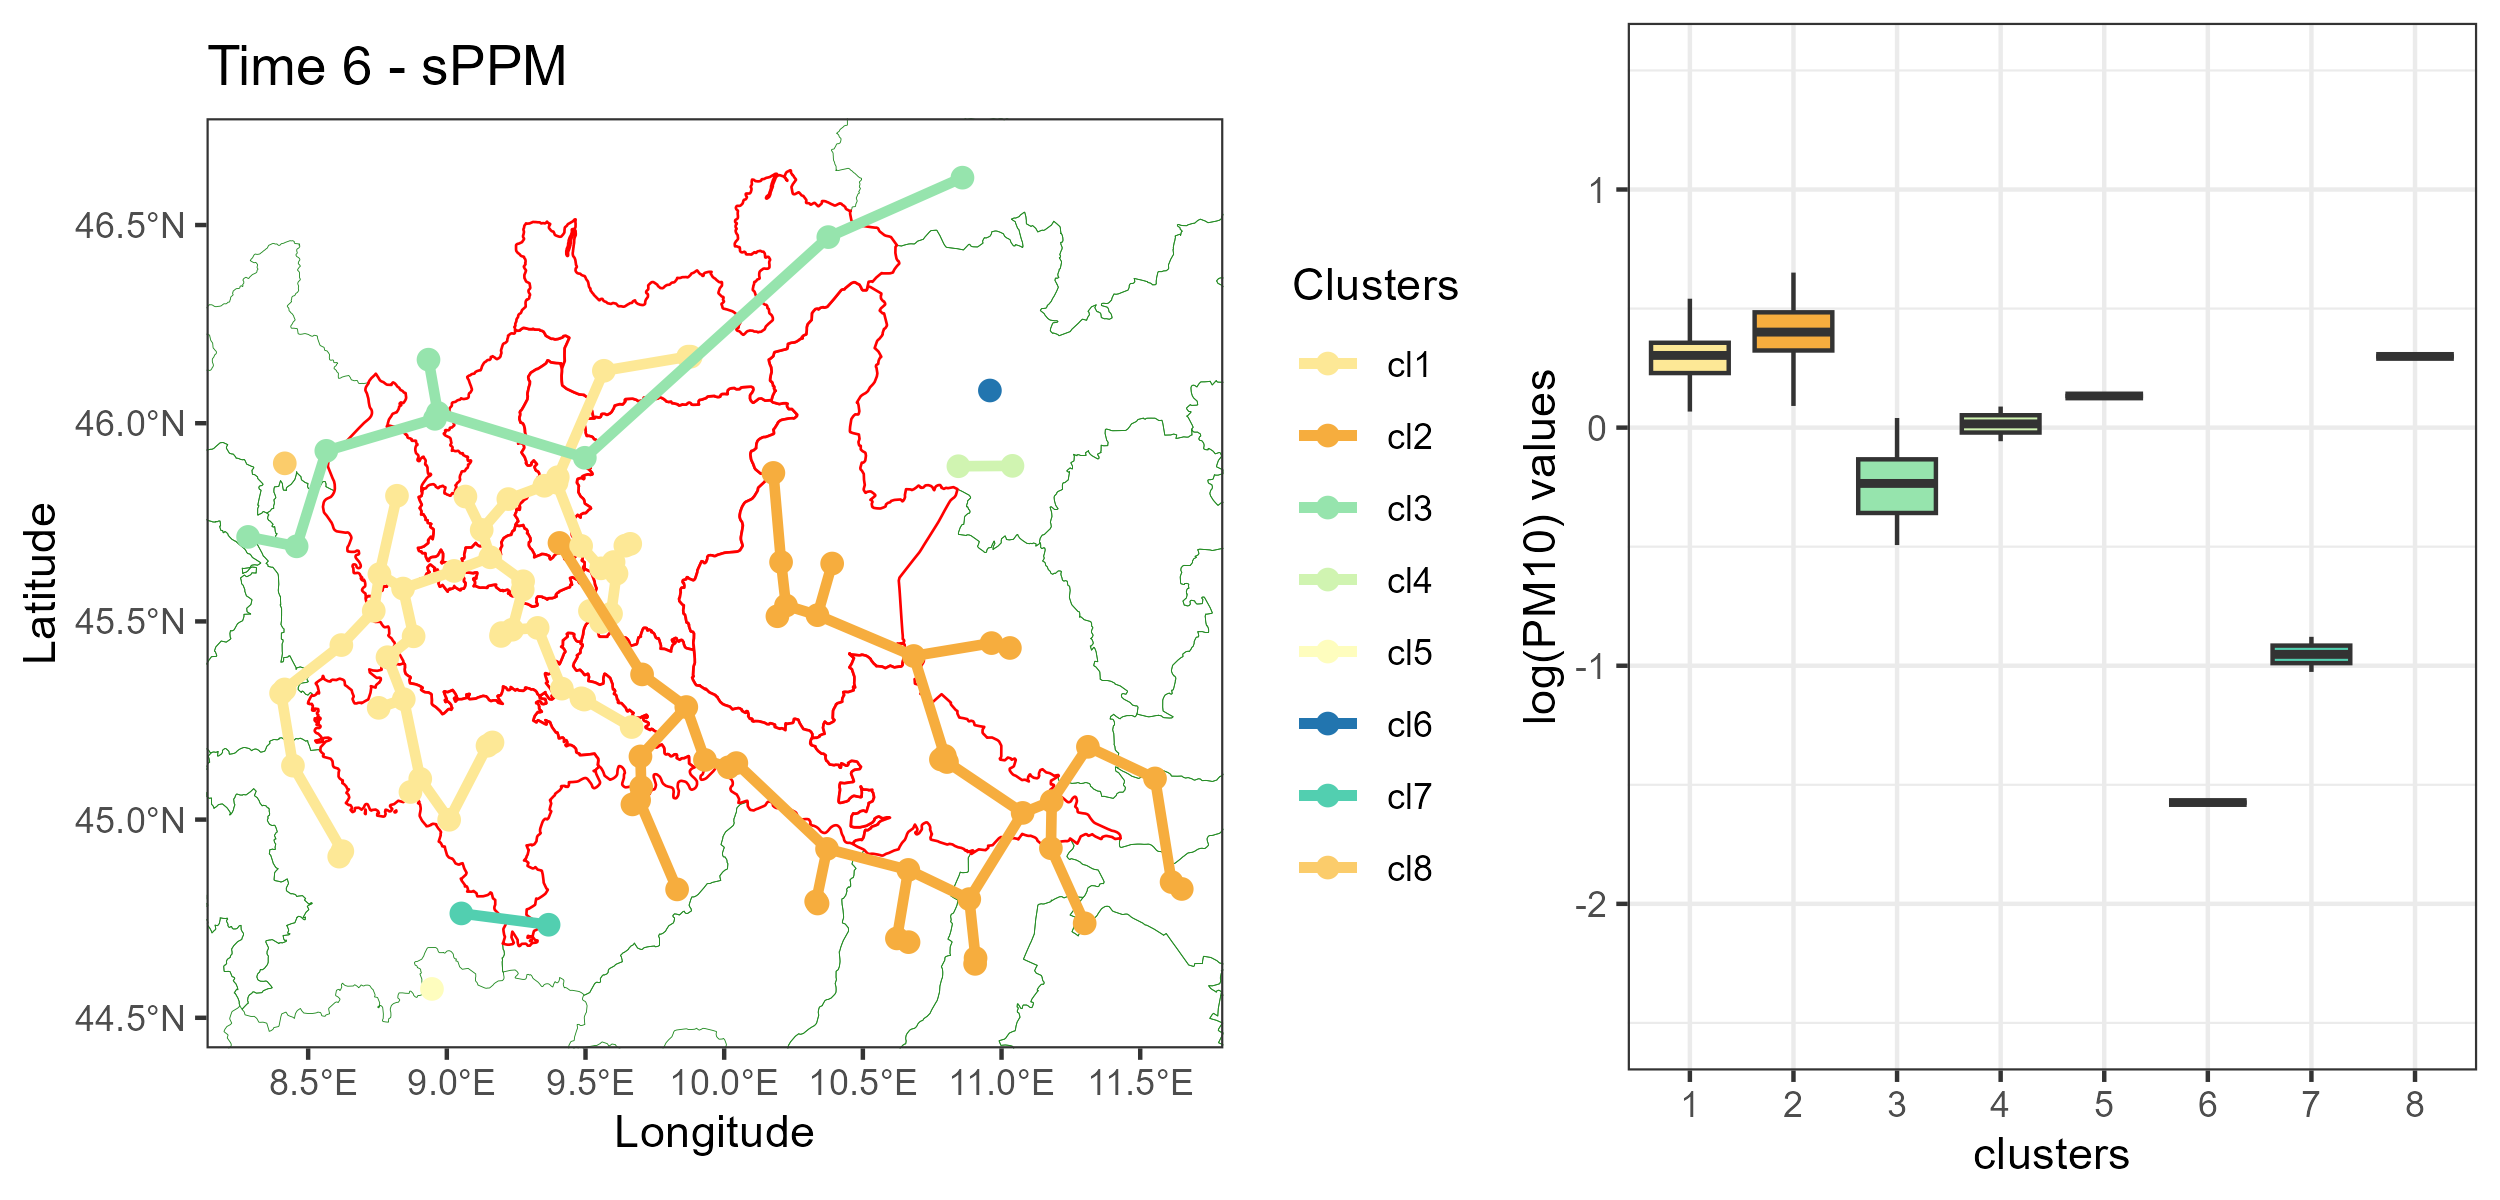 Time 6 - sPPM
Latitude
46.5°N
46.0°N
45.5°N
45.0°N
44.5°N
8.5°E 9.0°E 9.5°E 10.0°E 10.5°E 11.0°E 11.5°E
Longitude
Clusters
cl1
cl2
cl3
cl4
cl5
cl6
cl7
cl8
log(PM10) values
1
0
-1
-2
1 2 3 4 5 6 7 8
clusters